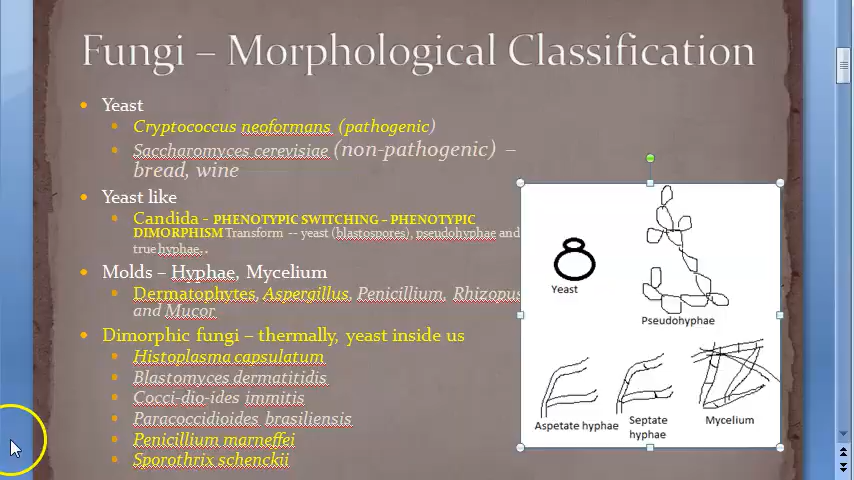 Fungi – Morphological Classification
Yeast
Cryptococcus neoformans (pathogenic)
Saccharomyces cerevisiae (non-pathogenic) –
bread, wine
Yeast like
Candida - PHENOTYPIC SWITCHING – PHENOTYPIC
DIMORPHISM Transform -- yeast (blastospores), pseudohyphae and
true hyphae. .
Molds – Hyphae, Mycelium
Dermatophytes, Aspergillus, Penicillium, Rhizopus
and Mucor
Dimorphic fungi – thermally, yeast inside us
Histoplasma capsulatum
Blastomyces dermatitidis
Cocci-dio-ides immitis
Paracoccidioides brasiliensis
Penicillium marneffei
Sporothrix schenckii
Yeast
Pseudohyphae
Aspetate hyphae
Septate
hyphae
Mycelium